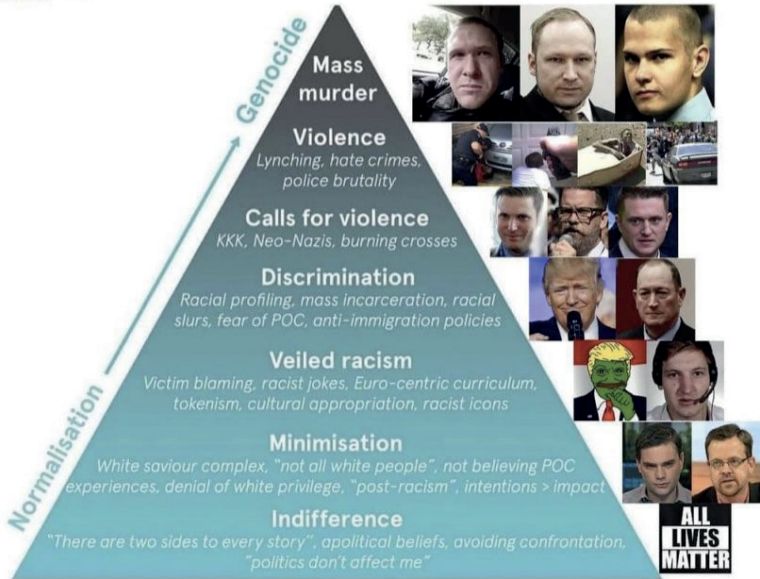 Genocide
Normalisation
Mass
murder
Violence
Lynching, hate crimes,
police brutality
Calls for violence
KKK, Neo-Nazis, burning crosses
Discrimination
Racial profiling, mass incarceration, racial
slurs, fear of POC, anti-immigration policies
Veiled racism
Victim blaming, racist jokes, Euro-centric curriculum,
tokenism, cultural appropriation, racist icons
Minimisation
White saviour complex, "not all white people", not believing POC
experiences, denial of white privilege, "post-racism", intentions > impact
Indifference
"There are two sides to every story", apolitical beliefs, avoiding confrontation,
"politics don't affect me"
ALL
LIVES
MATTER